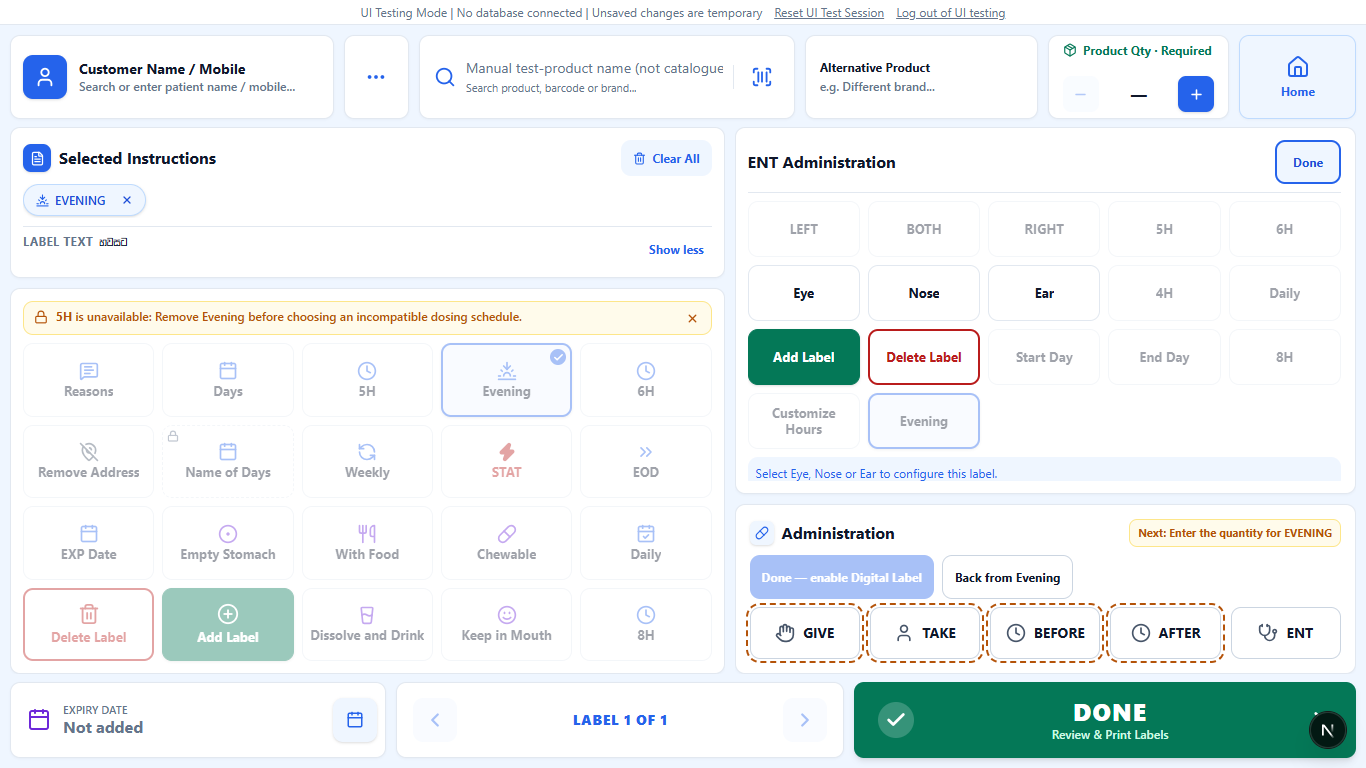 UI Testing Mode | No database connected | Unsaved changes are temporary Reset UI Test Session Log out of UI testing
Customer Name / Mobile
Search or enter patient name / mobile...
Manual test-product name (not catalogue
Search product, barcode or brand...
Alternative Product
e.g. Different brand...
Product Qty · Required
Home
Selected Instructions
Clear All
EVENING
LABEL TEXT
Show less
5H is unavailable: Remove Evening before choosing an incompatible dosing schedule.
Reasons
Days
5H
Evening
6H
Remove Address
Name of Days
Weekly
STAT
EOD
EXP Date
Empty Stomach
With Food
Chewable
Daily
Delete Label
Add Label
Dissolve and Drink
Keep in Mouth
8H
ENT Administration
Done
LEFT
BOTH
RIGHT
5H
6H
Eye
Nose
Ear
4H
Daily
Add Label
Delete Label
Start Day
End Day
8H
Customize
Hours
Evening
Select Eye, Nose or Ear to configure this label.
Administration
Next: Enter the quantity for EVENING
Done — enable Digital Label
Back from Evening
GIVE
TAKE
BEFORE
AFTER
ENT
EXPIRY DATE
Not added
LABEL 1 OF 1
DONE
Review & Print Labels
N